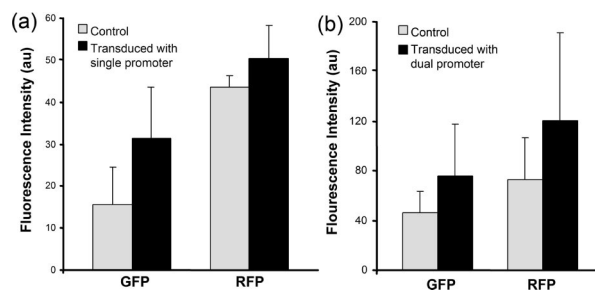 (a)
Fluorescence Intensity (au)
60
50
40
30
20
10
0
Control
Transduced with
single promoter
GFP
RFP
(b)
Flourescence Intensity (au)
200
160
120
80
40
0
Control
Transduced with
dual promoter
GFP
RFP